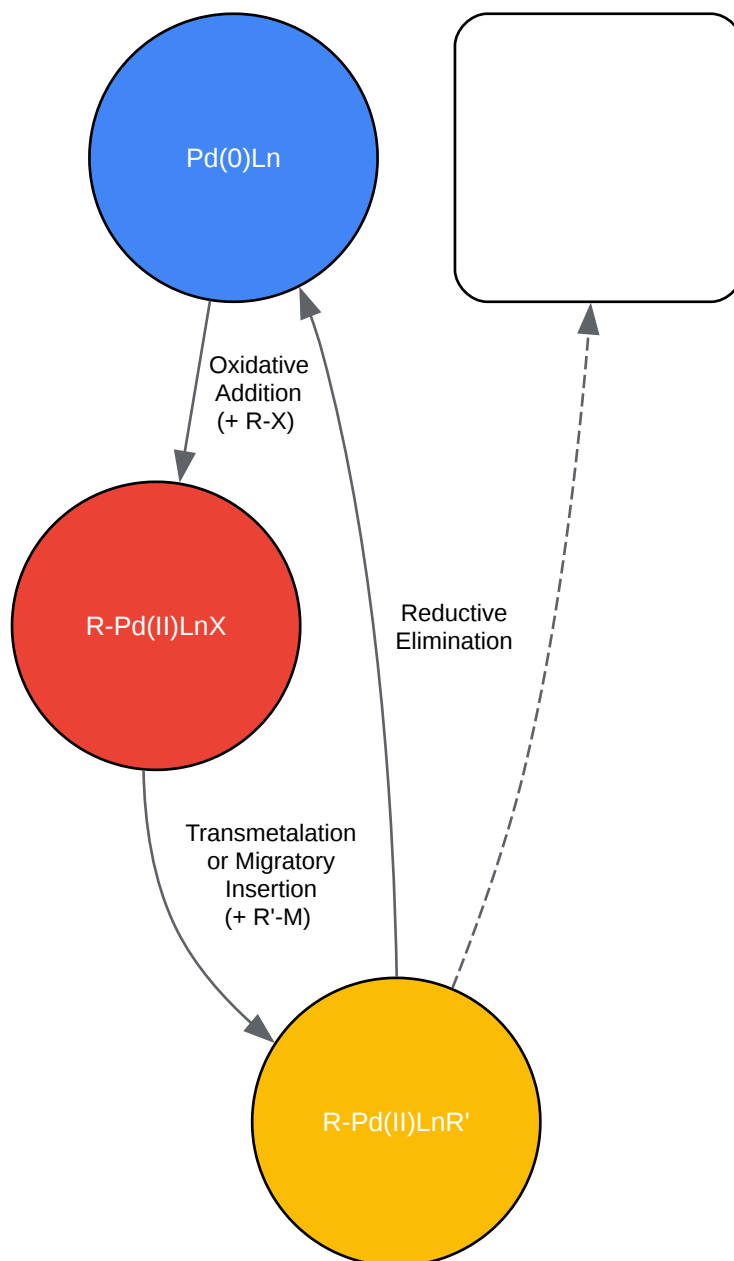 Pd(0)Ln
Oxidative
Addition
(+ R-X)
R-Pd(II)LnX
Reductive
Elimination
Transmetalation
or Migratory
Insertion
(+ R'-M)
R-Pd(II)LnR'